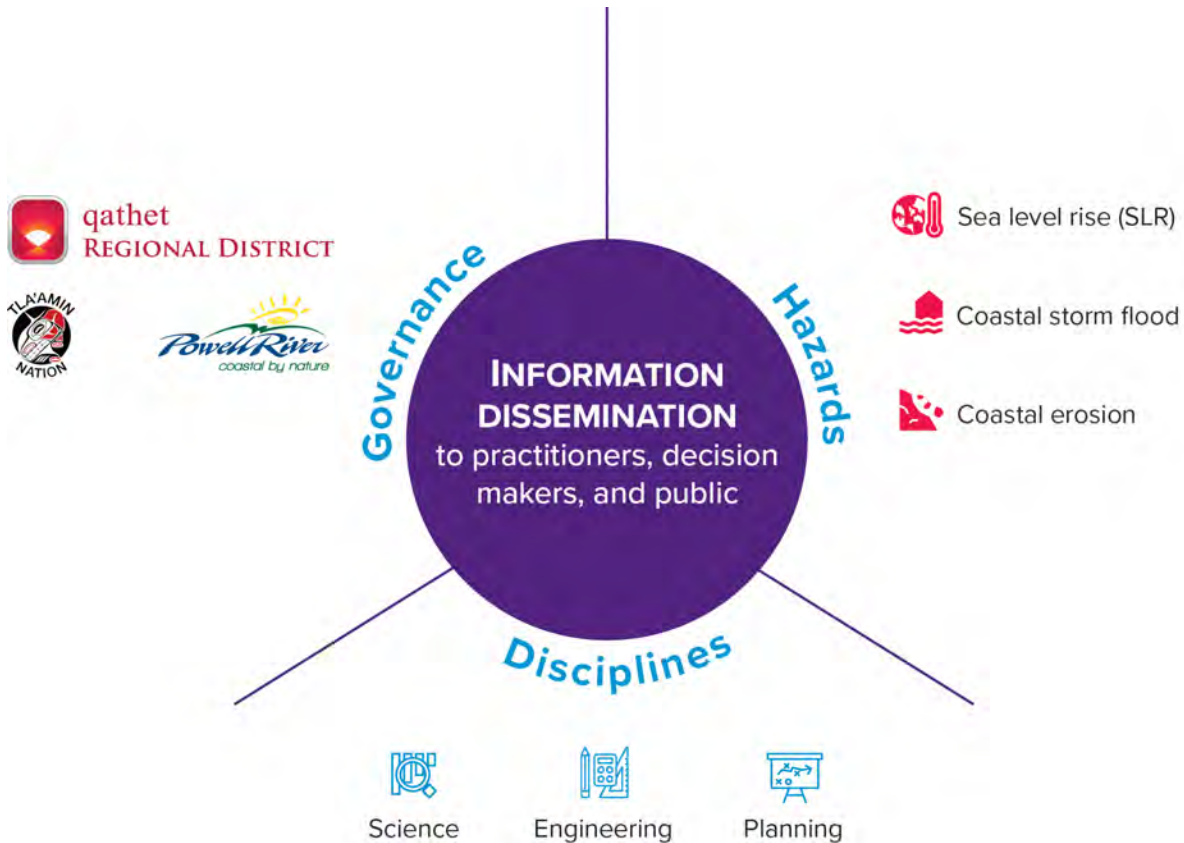 qathet
REGIONAL DISTRICT
TLA'AMIN
NATION
Powell River
coastal by nature
Governance
INFORMATION
DISSEMINATION
to practitioners, decision
makers, and public
Hazards
Sea level rise (SLR)
Coastal storm flood
Coastal erosion
Disciplines
Science
Engineering
Planning